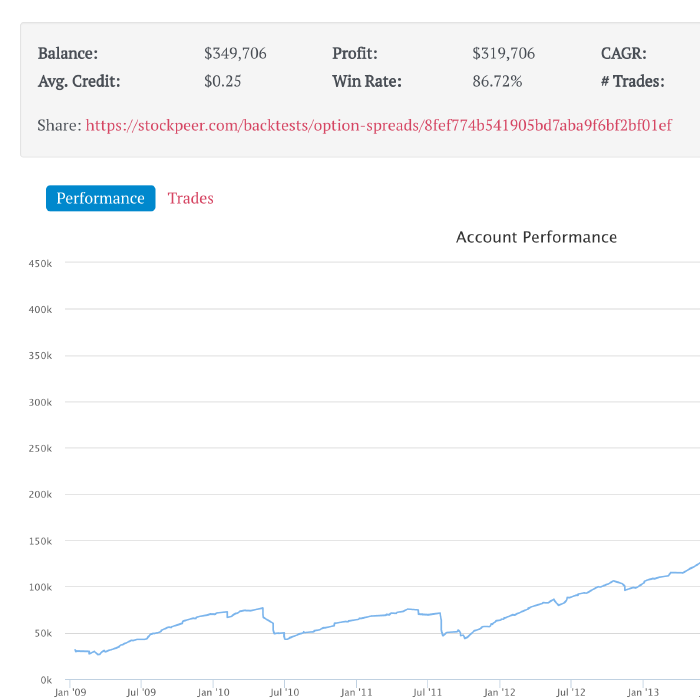 Balance: $349,706 Profit: $319,706 CAGR:
Avg. Credit: $0.25 Win Rate: 86.72% # Trades:
Share: https://stockpeer.com/backtests/option-spreads/8fef774b541905bd7aba9f6bf2bf01ef
Performance Trades
Account Performance
450k
400k
350k
300k
250k
200k
150k
100k
50k
0k
Jan '09 Jul '09 Jan '10 Jul '10 Jan '11 Jul '11 Jan '12 Jul '12 Jan '13